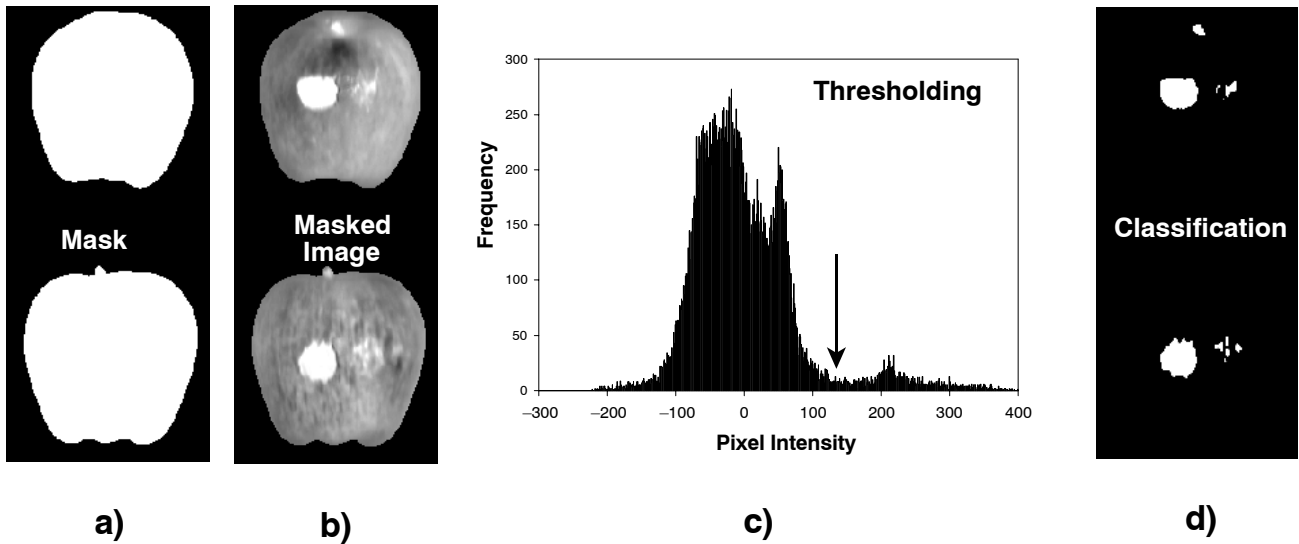 Mask
Masked
Image
Thresholding
Frequency
300
250
200
150
100
50
0
–300
–200
–100
0
100
200
300
400
Pixel Intensity
Classification
a)
b)
c)
d)